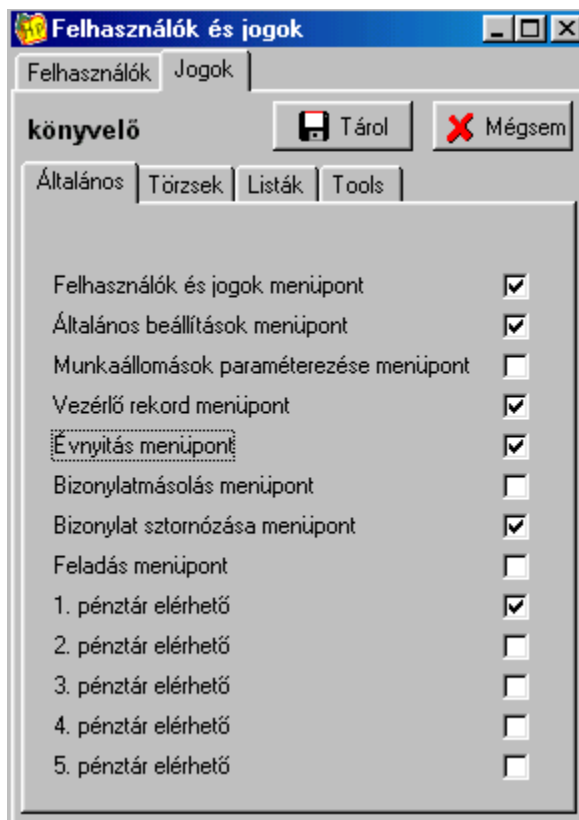 Felhasználók és jogok
Felhasználók Jogok
könyvelő Tárol Mégsem
Általános Törzsek Listák Tools
Felhasználók és jogok menüpont
Általános beállítások menüpont
Munkaállomások paraméterezése menüpont
Vezérlő rekord menüpont
Évnyitás menüpont
Bizonylatmásolás menüpont
Bizonylat sztornózása menüpont
Feladás menüpont
1. pénztár elérhető
2. pénztár elérhető
3. pénztár elérhető
4. pénztár elérhető
5. pénztár elérhető